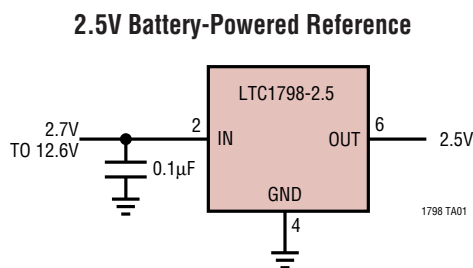 2.5V Battery-Powered Reference
LTC1798-2.5
2.7V
TO 12.6V
2
IN
OUT
6
2.5V
0.1µF
GND
4
1798 TA01